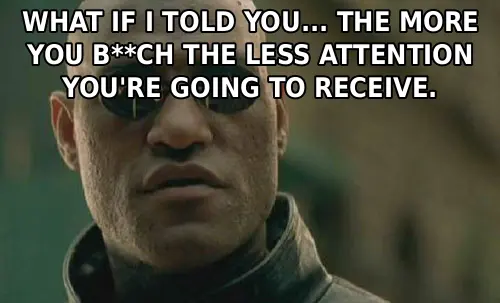 WHAT IF I TOLD YOU... THE MORE
YOU B**CH THE LESS ATTENTION
YOU'RE GOING TO RECEIVE.